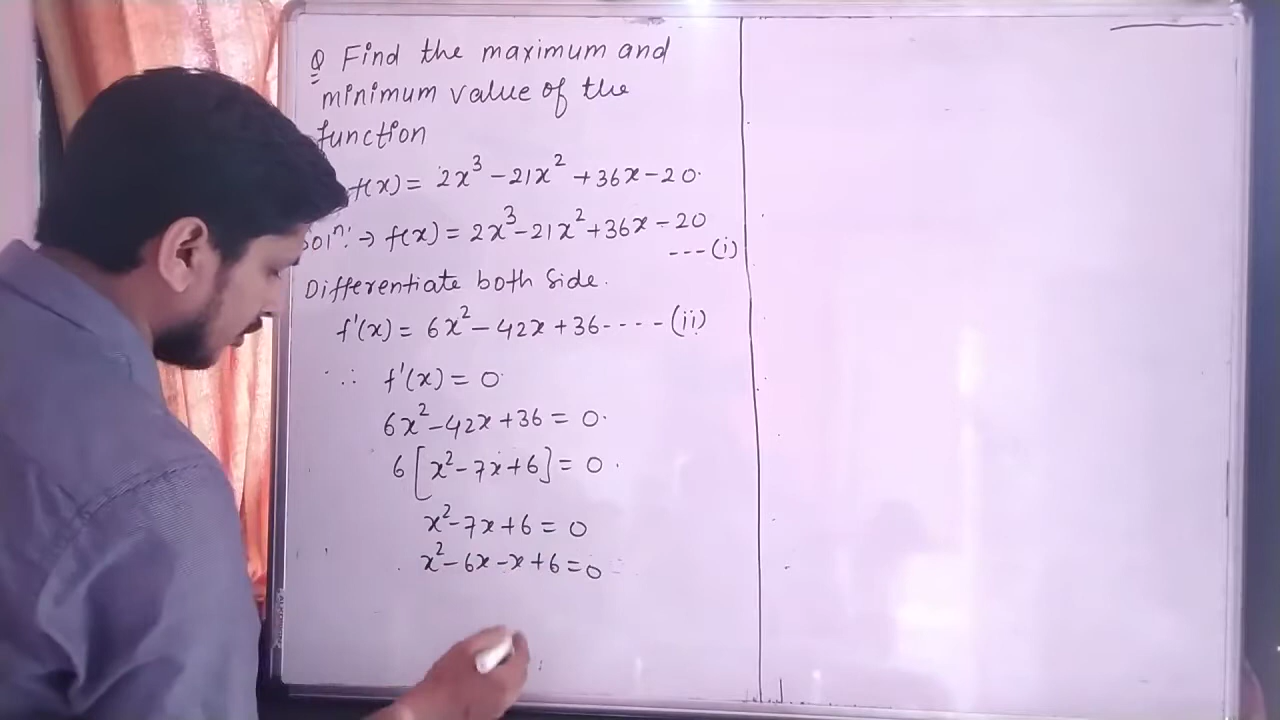 Q Find the maximum and
minimum value of the
function
f(x) = 2x³ - 21x² + 36x - 20.
Solⁿ: → f(x) = 2x³ - 21x² + 36x - 20
---(i)
Differentiate both side.
f'(x) = 6x² - 42x + 36 ---- (ii)
∴ f'(x) = 0
6x² - 42x + 36 = 0.
6[x² - 7x + 6] = 0.
x² - 7x + 6 = 0
x² - 6x - x + 6 = 0